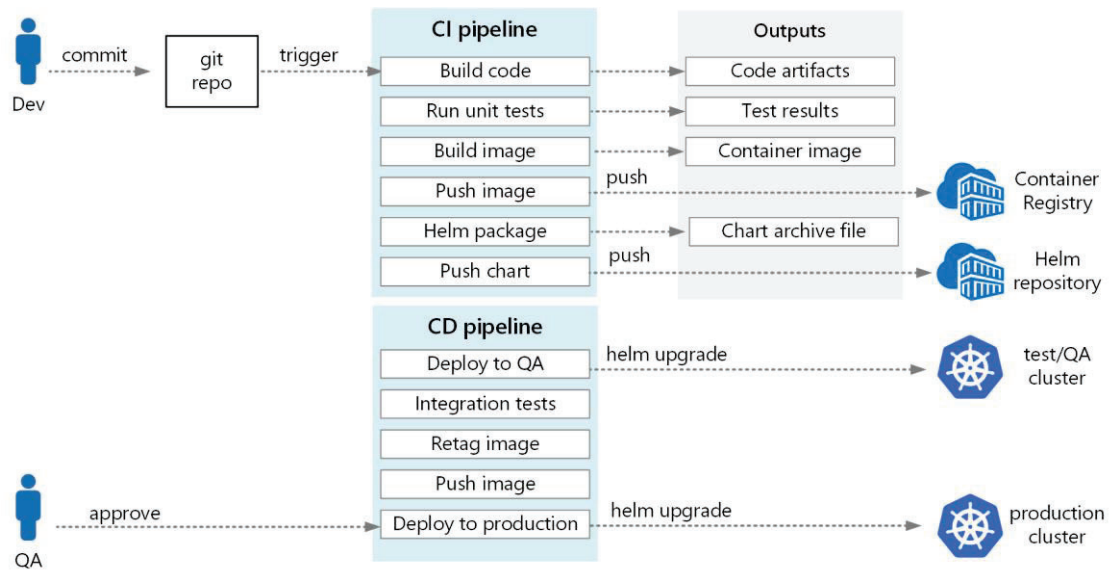 CI pipeline
Outputs
commit
git
repo
trigger
Dev
Build code
Code artifacts
Run unit tests
Test results
Build image
Container image
Push image
push
Container
Registry
Helm package
Chart archive file
Push chart
push
Helm
repository
CD pipeline
Deploy to QA
helm upgrade
test/QA
cluster
Integration tests
Retag image
Push image
QA
approve
Deploy to production
helm upgrade
production
cluster